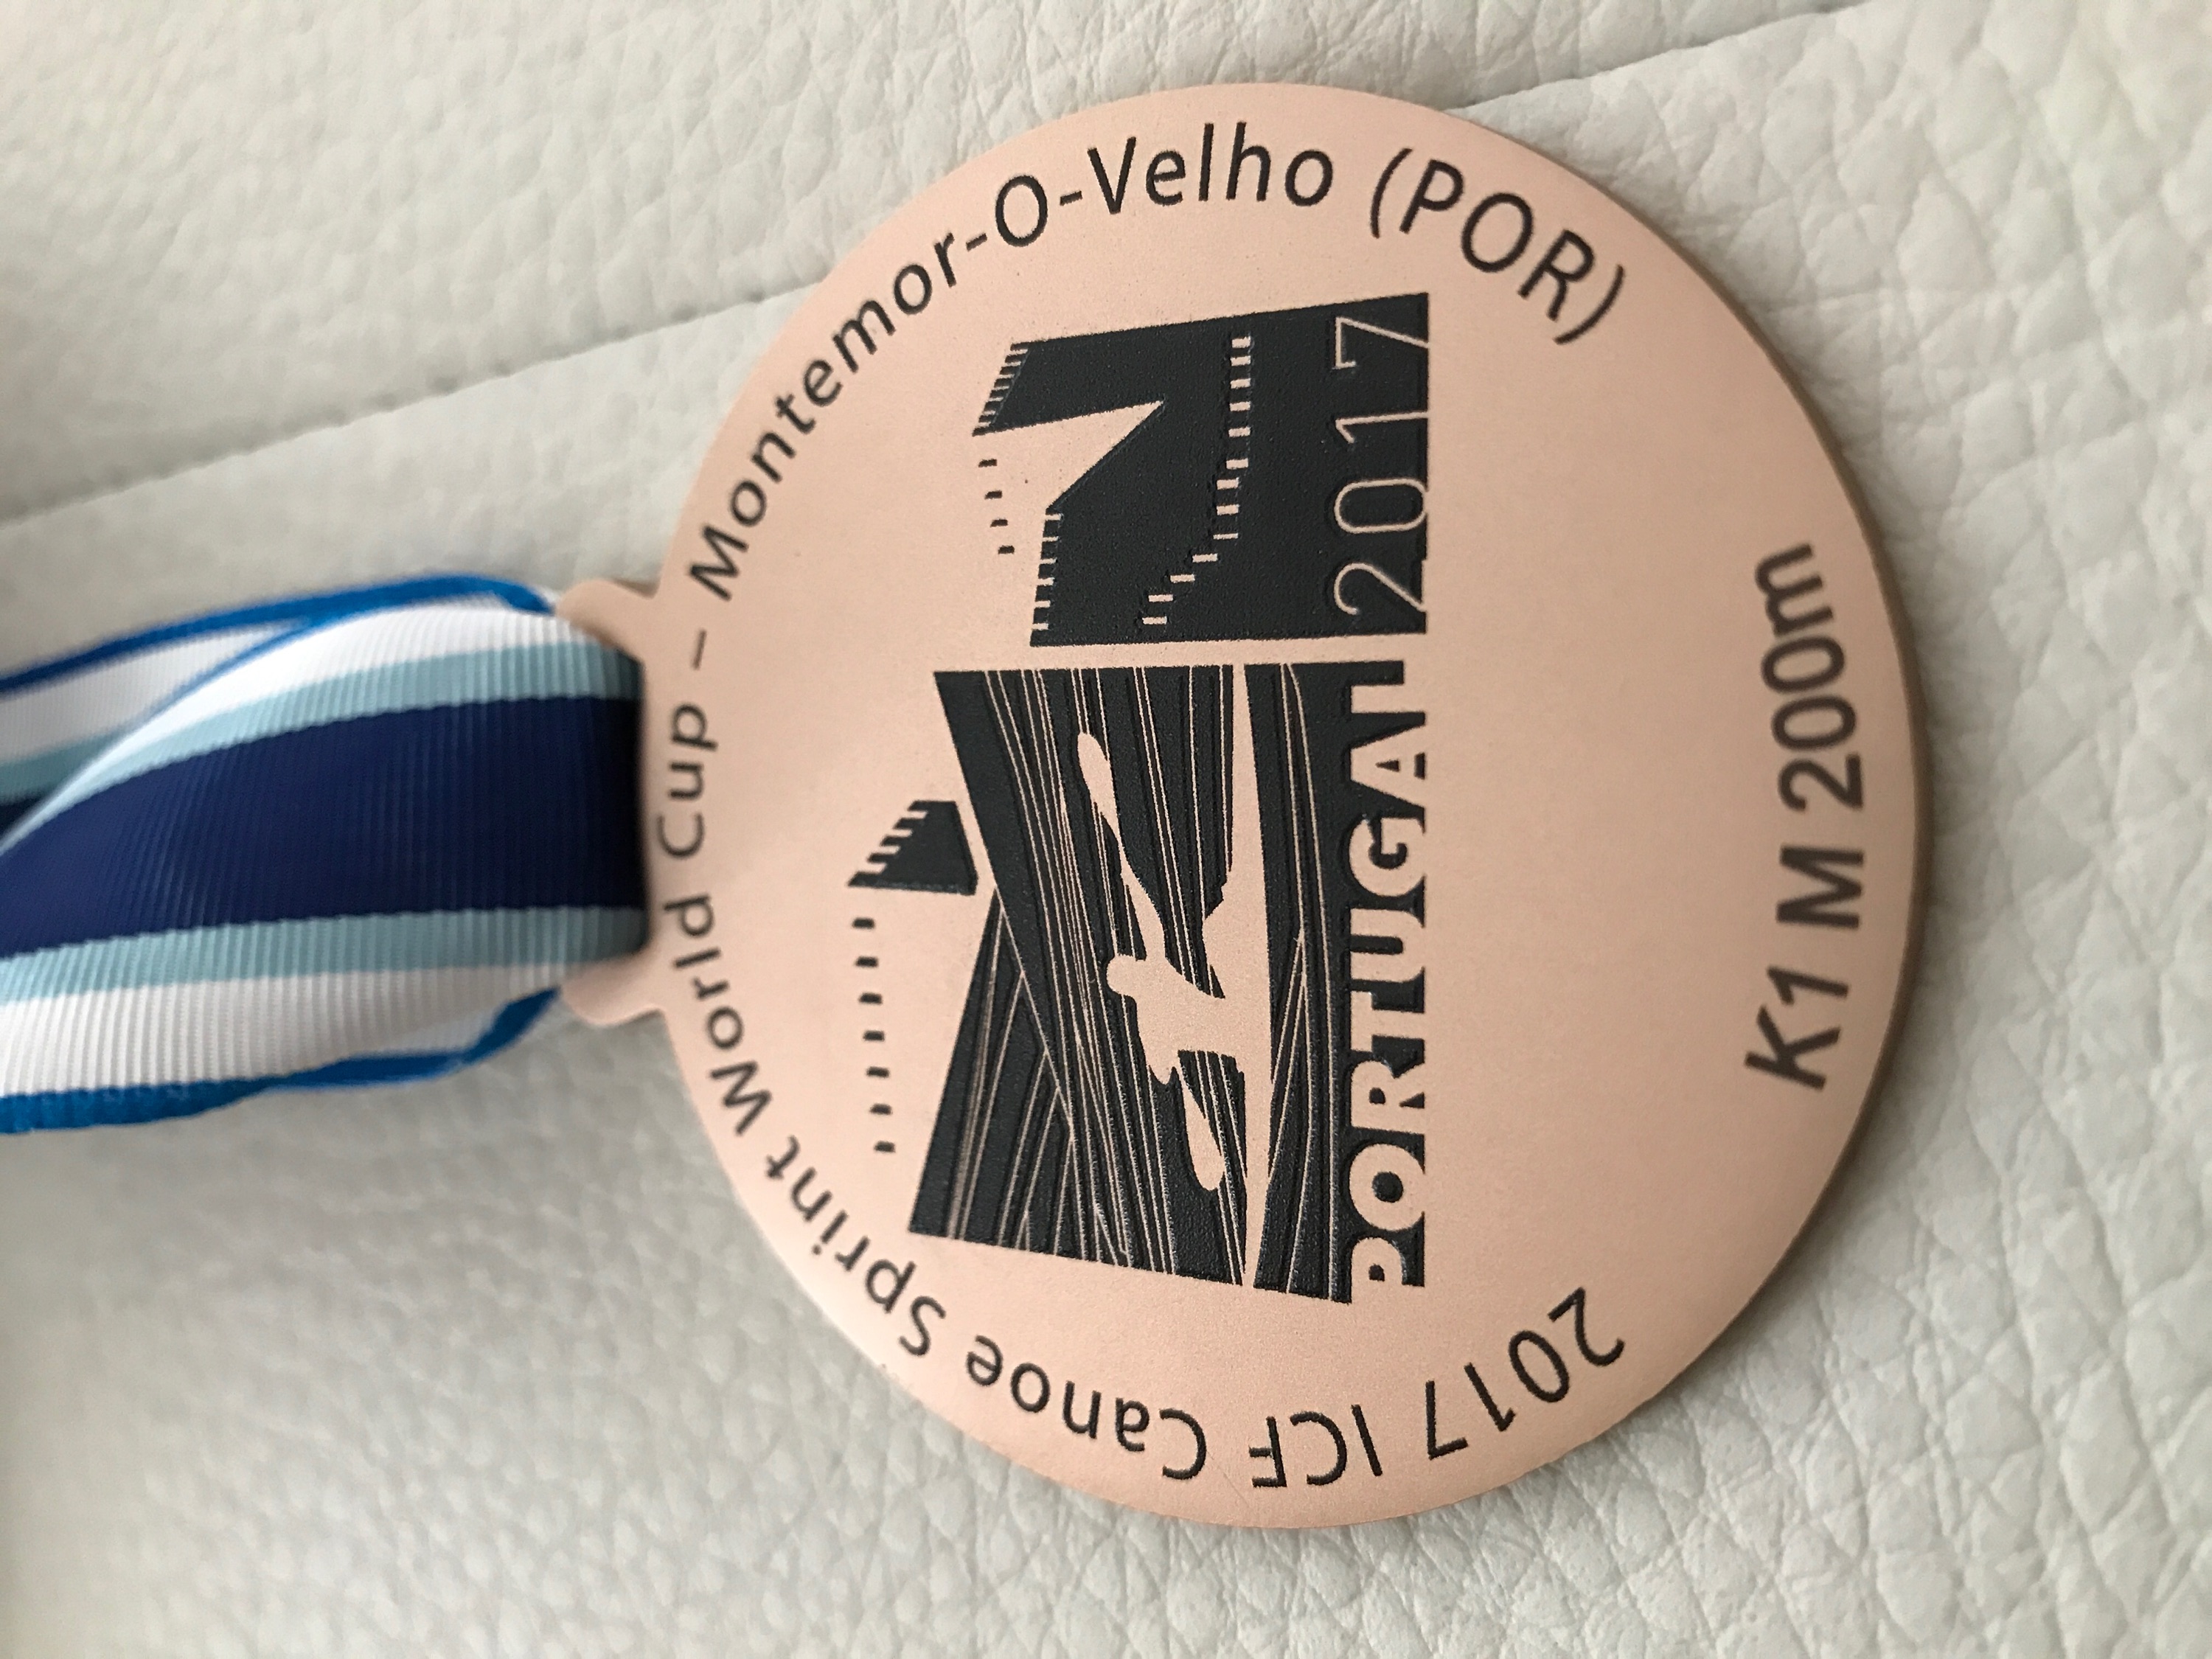 2017 ICF Canoe Sprint World Cup – Montemor-O-Velho (POR)
PORTUGAL 2017
K1 M 200m